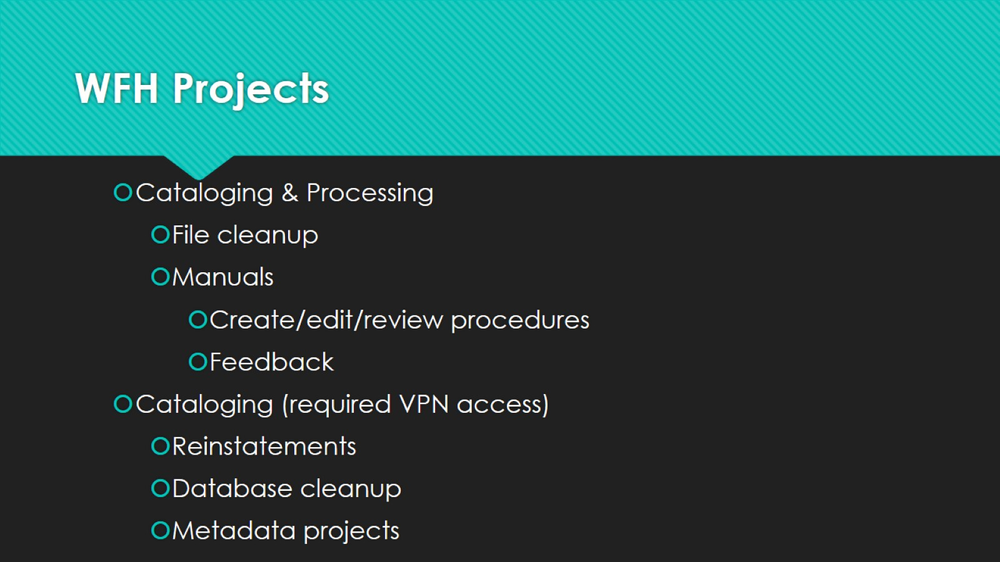 WFH Projects
Cataloging & Processing
File cleanup
Manuals
Create/edit/review procedures
Feedback
Cataloging (required VPN access)
Reinstatements
Database cleanup
Metadata projects